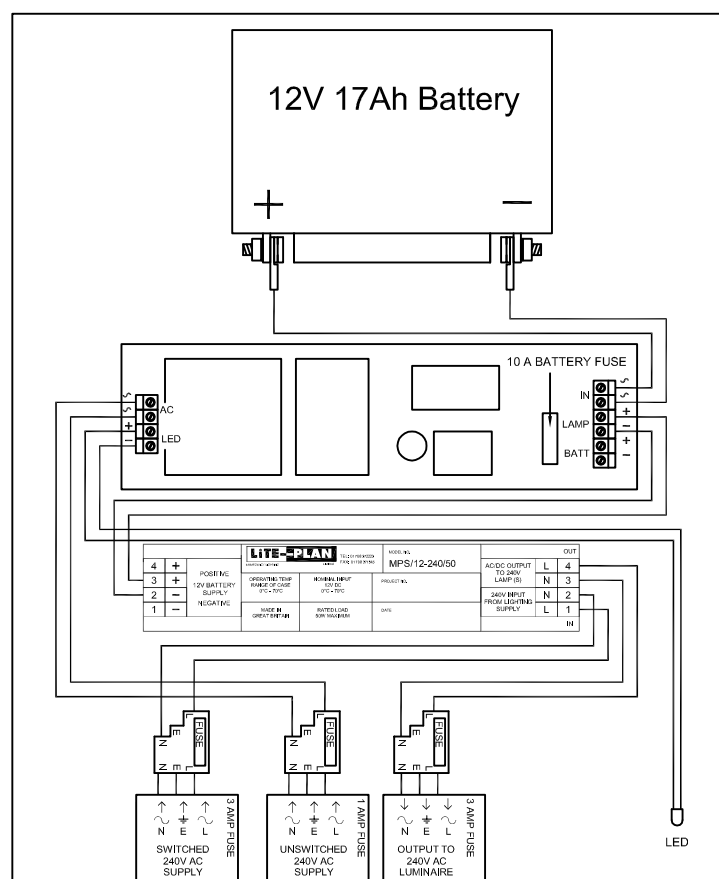 12V 17Ah Battery
+ −
10 A BATTERY FUSE
AC
+
−
LED
IN
+
LAMP
−
+
BATT
−
LiTE-PLAN
MODEL NO.
MPS/12-240/50
OUT
4 +
3 +
2 −
1 −
POSITIVE
12V BATTERY
SUPPLY
NEGATIVE
OPERATING TEMP
RANGE OF CASE
0°C - 70°C
NOMINAL INPUT
12V DC
0°C - 70°C
PROJECT NO.
MADE IN
GREAT BRITAIN
RATED LOAD
50W MAXIMUM
DATE
AC/DC OUTPUT
TO 240V
LAMP (S)
240V INPUT
FROM LIGHTING
SUPPLY
L 4
N 3
N 2
L 1
IN
N E L
FUSE
N E L
N E L
FUSE
N E L
N E L
FUSE
N E L
3 AMP FUSE
N E L
SWITCHED
240V AC
SUPPLY
1 AMP FUSE
N E L
UNSWITCHED
240V AC
SUPPLY
3 AMP FUSE
N E L
OUTPUT TO
240V AC
LUMINAIRE
LED